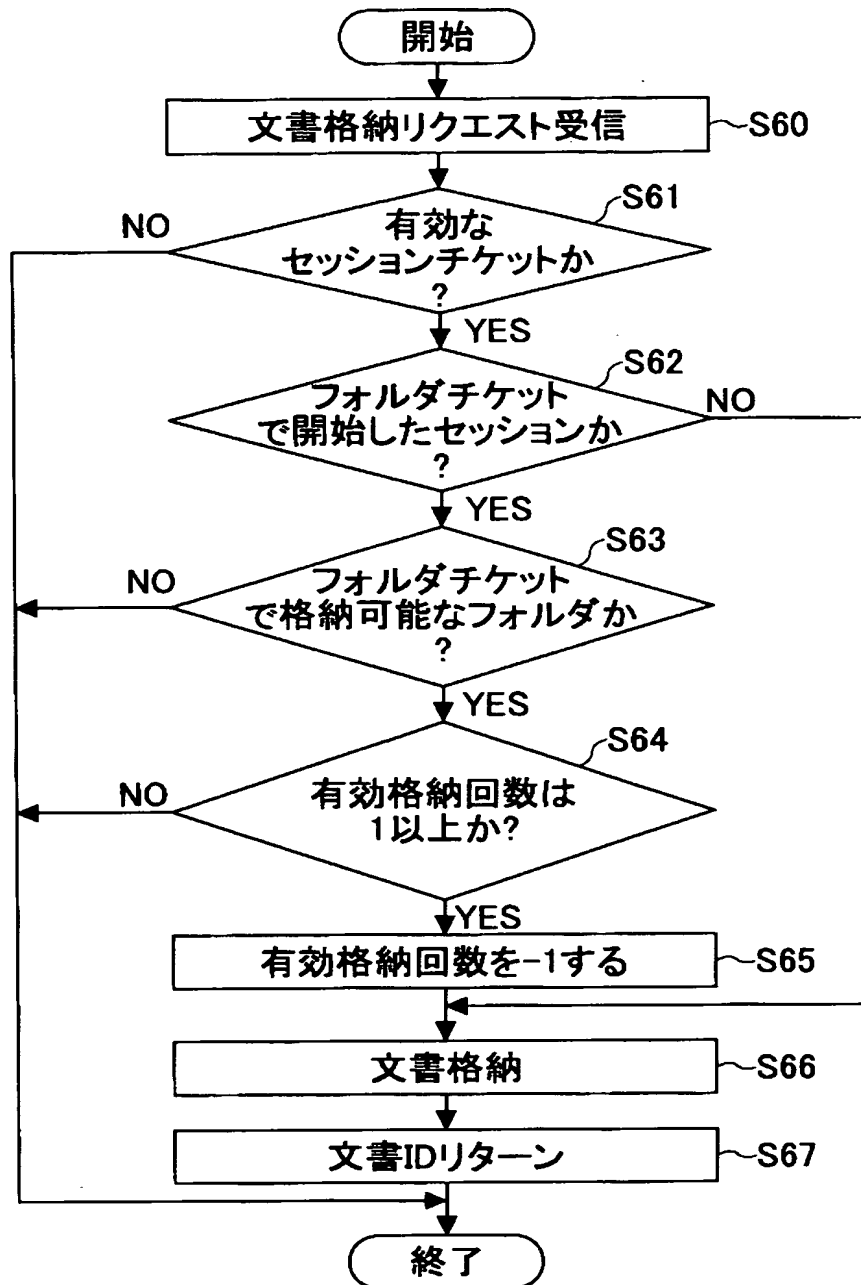 開始
文書格納リクエスト受信
S60
S61
NO
有効な
セッションチケットか
?
YES
S62
フォルダチケット
で開始したセッションか
?
NO
YES
S63
NO
フォルダチケット
で格納可能なフォルダか
?
YES
S64
NO
有効格納回数は
1以上か?
YES
有効格納回数を-1する
S65
文書格納
S66
文書IDリターン
S67
終了